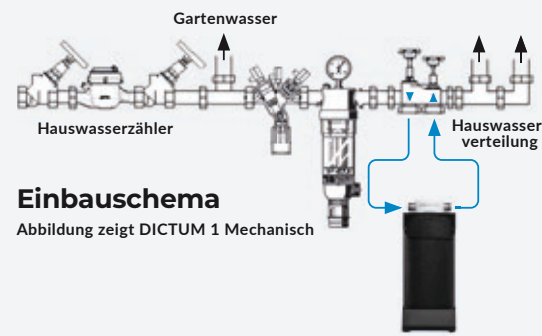 Gartenwasser
Hauswasserzähler
Hauswasser
verteilung
Einbauschema
Abbildung zeigt DICTUM 1 Mechanisch